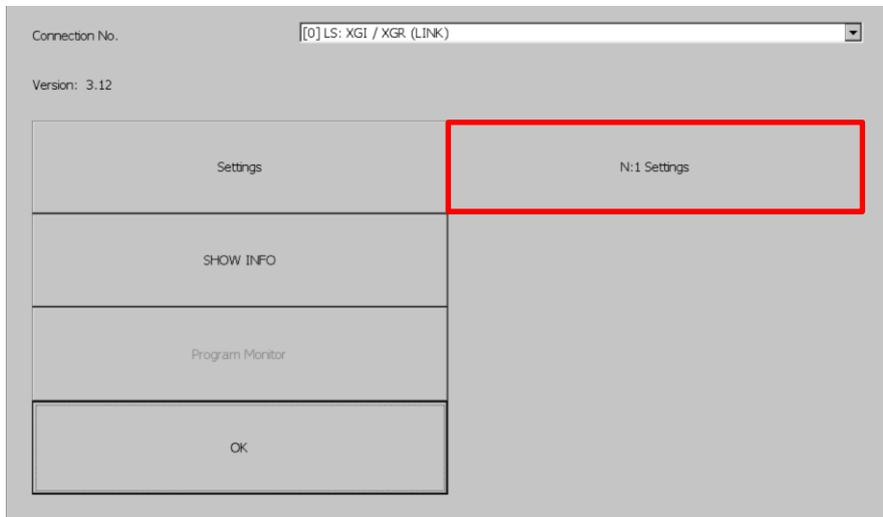 Connection No.
[0] LS: XGI / XGR (LINK)
Version: 3.12
Settings
N:1 Settings
SHOW INFO
Program Monitor
OK